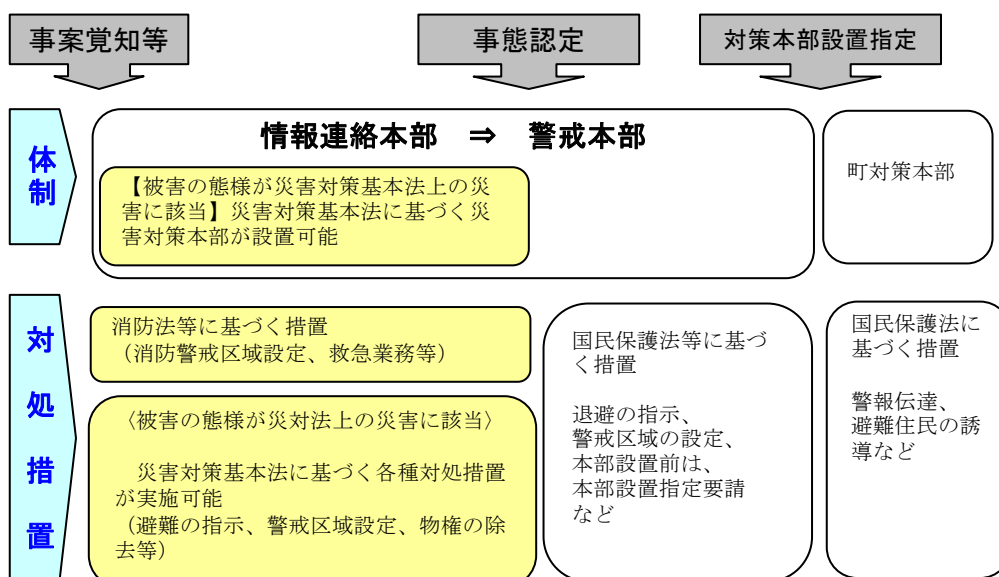 事案覚知等
事態認定
対策本部設置指定
体制
情報連絡本部 ⇒ 警戒本部
【被害の態様が災害対策基本法上の災
害に該当】災害対策基本法に基づく災
害対策本部が設置可能
町対策本部
対処措置
消防法等に基づく措置
（消防警戒区域設定、救急業務等）
〈被害の態様が災対法上の災害に該当〉
災害対策基本法に基づく各種対処措置
が実施可能
（避難の指示、警戒区域設定、物権の除
去等）
国民保護法等に基づ
く措置
退避の指示、
警戒区域の設定、
本部設置前は、
本部設置指定要請
など
国民保護法に
基づく措置
警報伝達、
避難住民の誘
導など